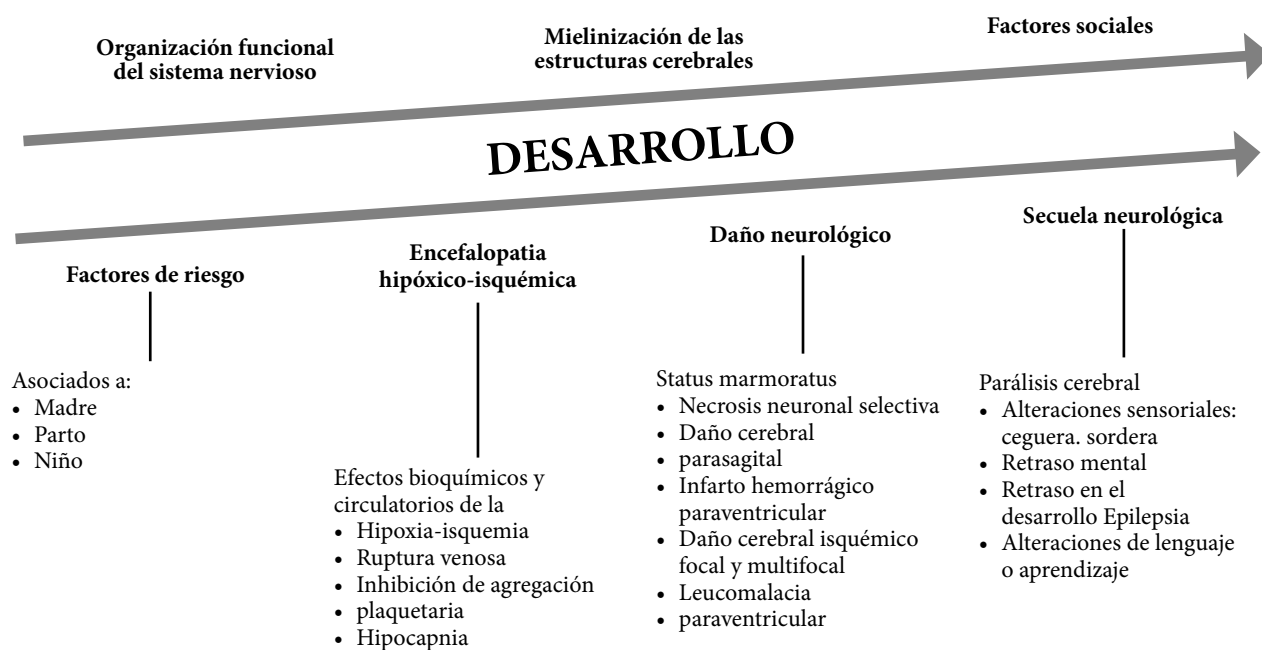 Organización funcional
del sistema nervioso
Mielinización de las
estructuras cerebrales
Factores sociales
DESARROLLO
Factores de riesgo
Asociados a:
• Madre
• Parto
• Niño
Encefalopatia
hipóxico-isquémica
Efectos bioquímicos y
circulatorios de la
• Hipoxia-isquemia
• Ruptura venosa
• Inhibición de agregación
• plaquetaria
• Hipocapnia
Daño neurológico
Status marmoratus
• Necrosis neuronal selectiva
• Daño cerebral
• parasagital
• Infarto hemorrágico
paraventricular
• Daño cerebral isquémico
focal y multifocal
• Leucomalacia
• paraventricular
Secuela neurológica
Parálisis cerebral
• Alteraciones sensoriales:
ceguera. sordera
• Retraso mental
• Retraso en el
desarrollo Epilepsia
• Alteraciones de lenguaje
o aprendizaje